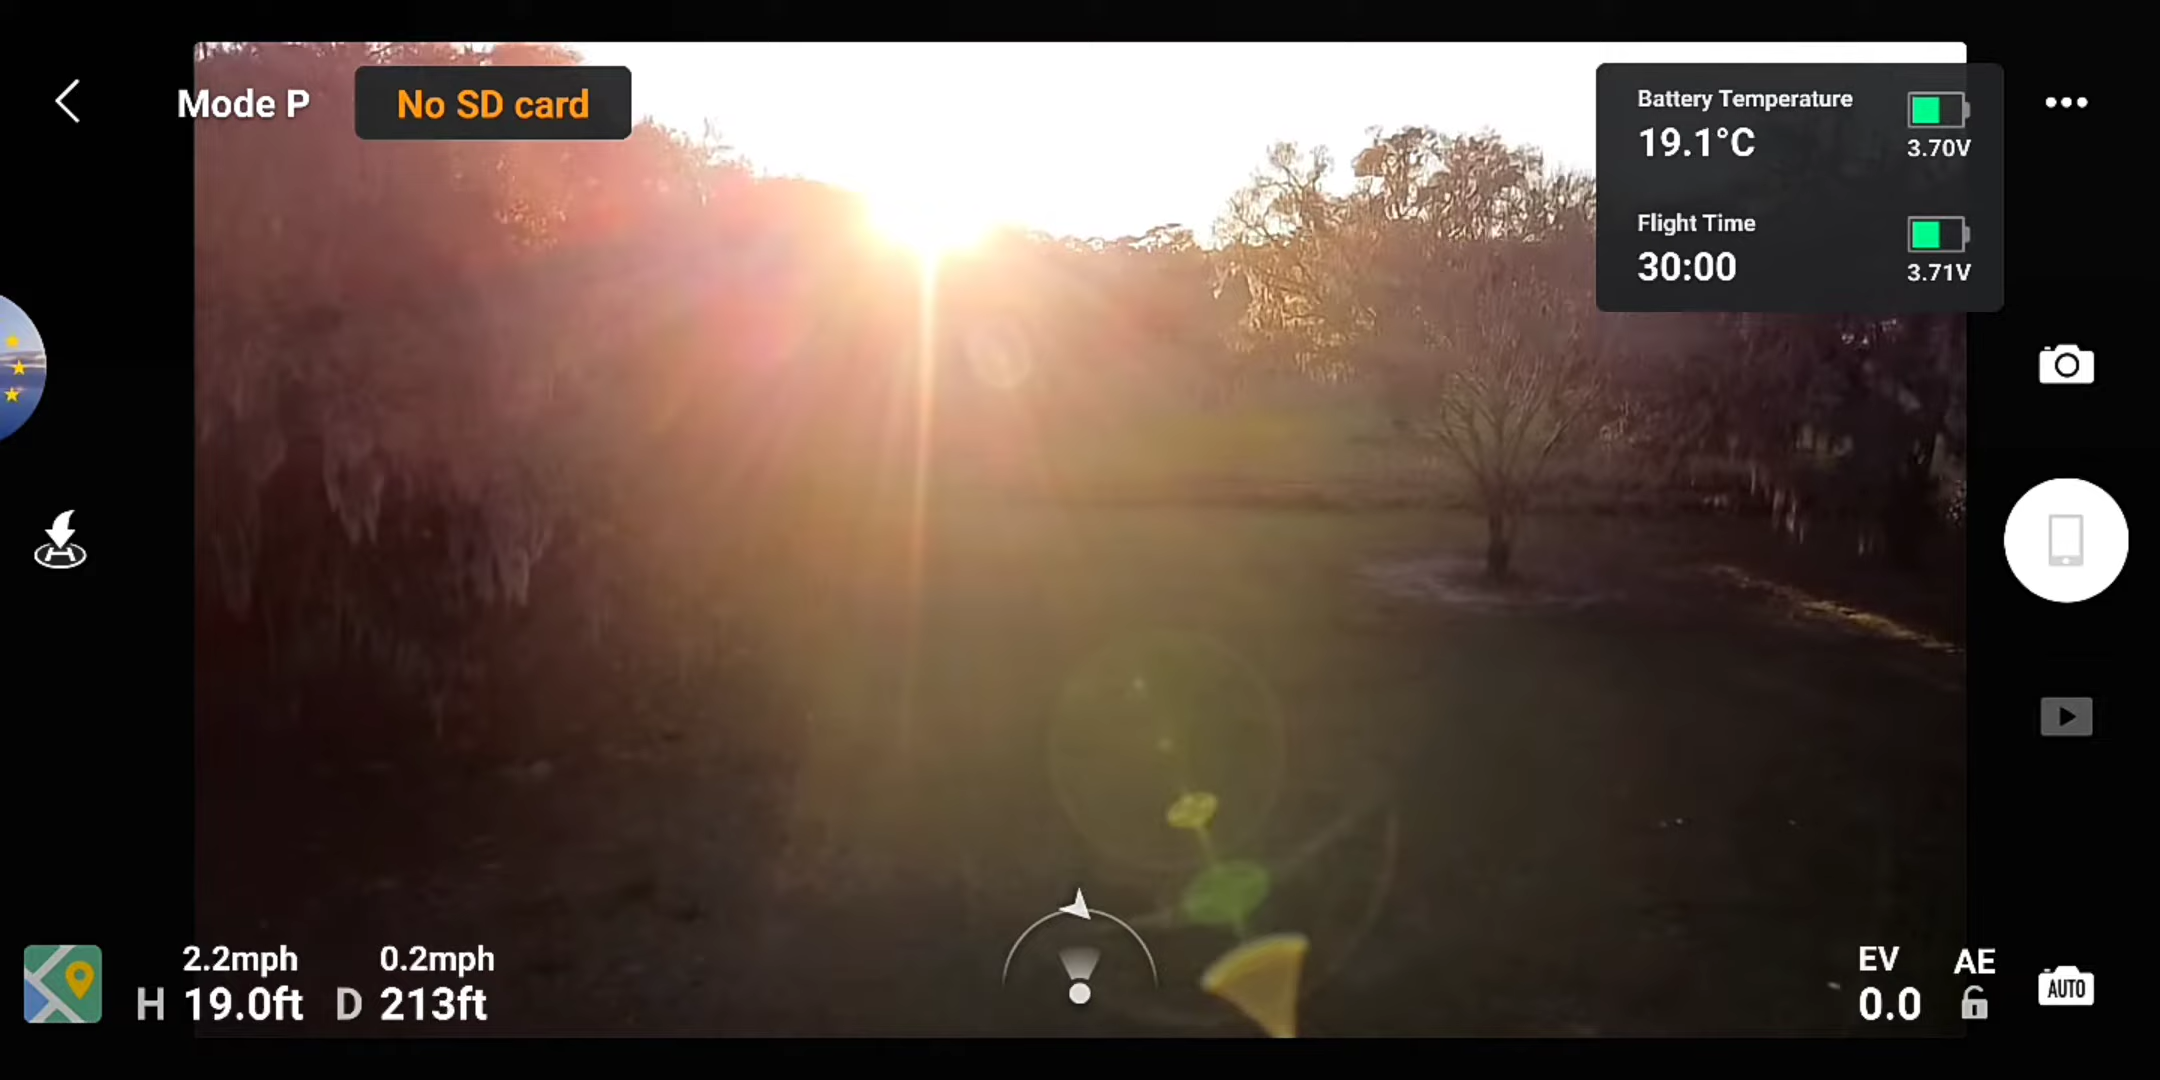 Mode P
No SD card
Battery Temperature
19.1°C
3.70V
Flight Time
30:00
3.71V
2.2mph
0.2mph
H 19.0ft
D 213ft
EV
0.0
AE
AUTO